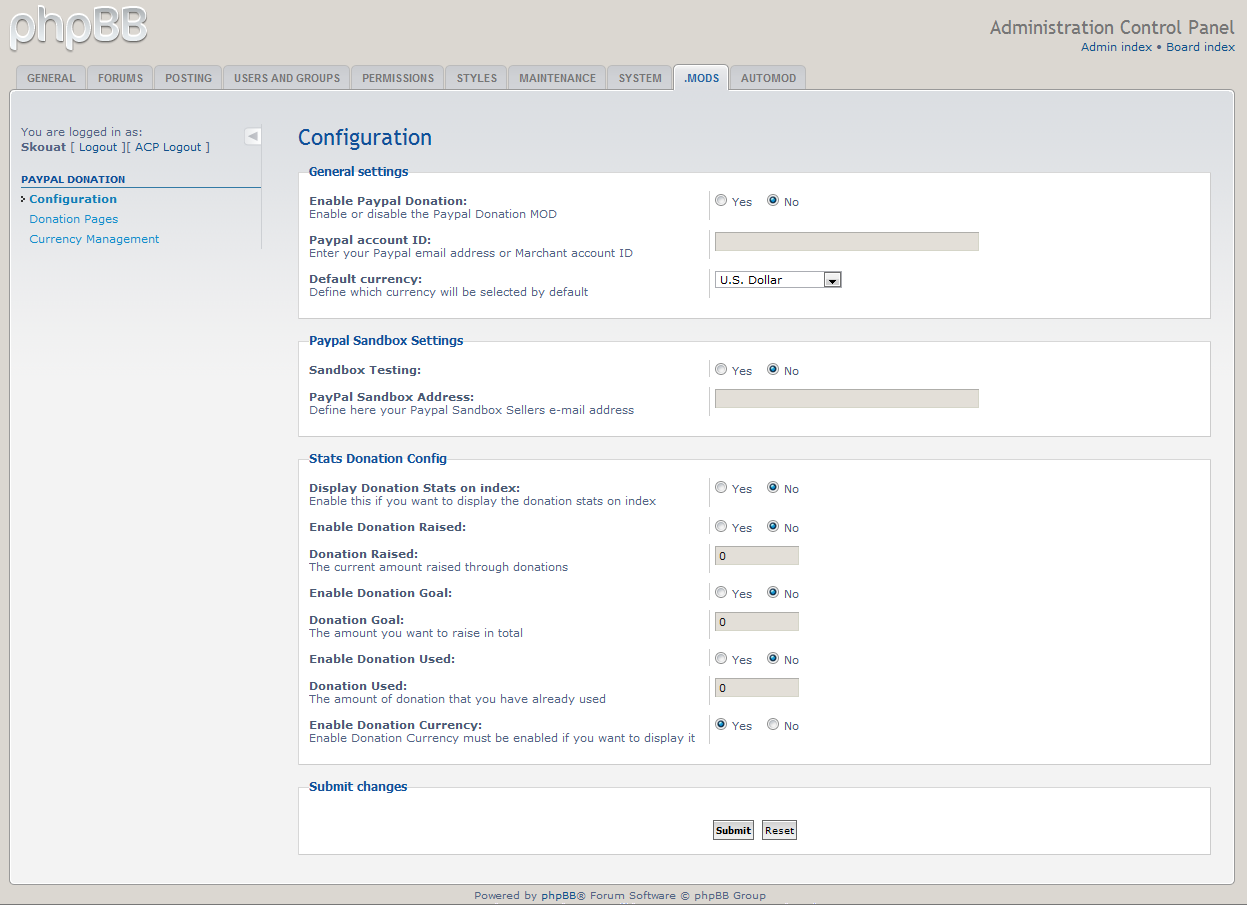 phpBB
Administration Control Panel
Admin index • Board index
GENERAL FORUMS POSTING USERS AND GROUPS PERMISSIONS STYLES MAINTENANCE SYSTEM .MODS AUTOMOD
You are logged in as:
Skouat [ Logout ][ ACP Logout ]
PAYPAL DONATION
Configuration
Donation Pages
Currency Management
Configuration
General settings
Enable Paypal Donation: Yes No
Enable or disable the Paypal Donation MOD
Paypal account ID:
Enter your Paypal email address or Marchant account ID
Default currency: U.S. Dollar
Define which currency will be selected by default
Paypal Sandbox Settings
Sandbox Testing: Yes No
PayPal Sandbox Address:
Define here your Paypal Sandbox Sellers e-mail address
Stats Donation Config
Display Donation Stats on index: Yes No
Enable this if you want to display the donation stats on index
Enable Donation Raised: Yes No
Donation Raised: 0
The current amount raised through donations
Enable Donation Goal: Yes No
Donation Goal: 0
The amount you want to raise in total
Enable Donation Used: Yes No
Donation Used: 0
The amount of donation that you have already used
Enable Donation Currency: Yes No
Enable Donation Currency must be enabled if you want to display it
Submit changes
Submit Reset
Powered by phpBB® Forum Software © phpBB Group